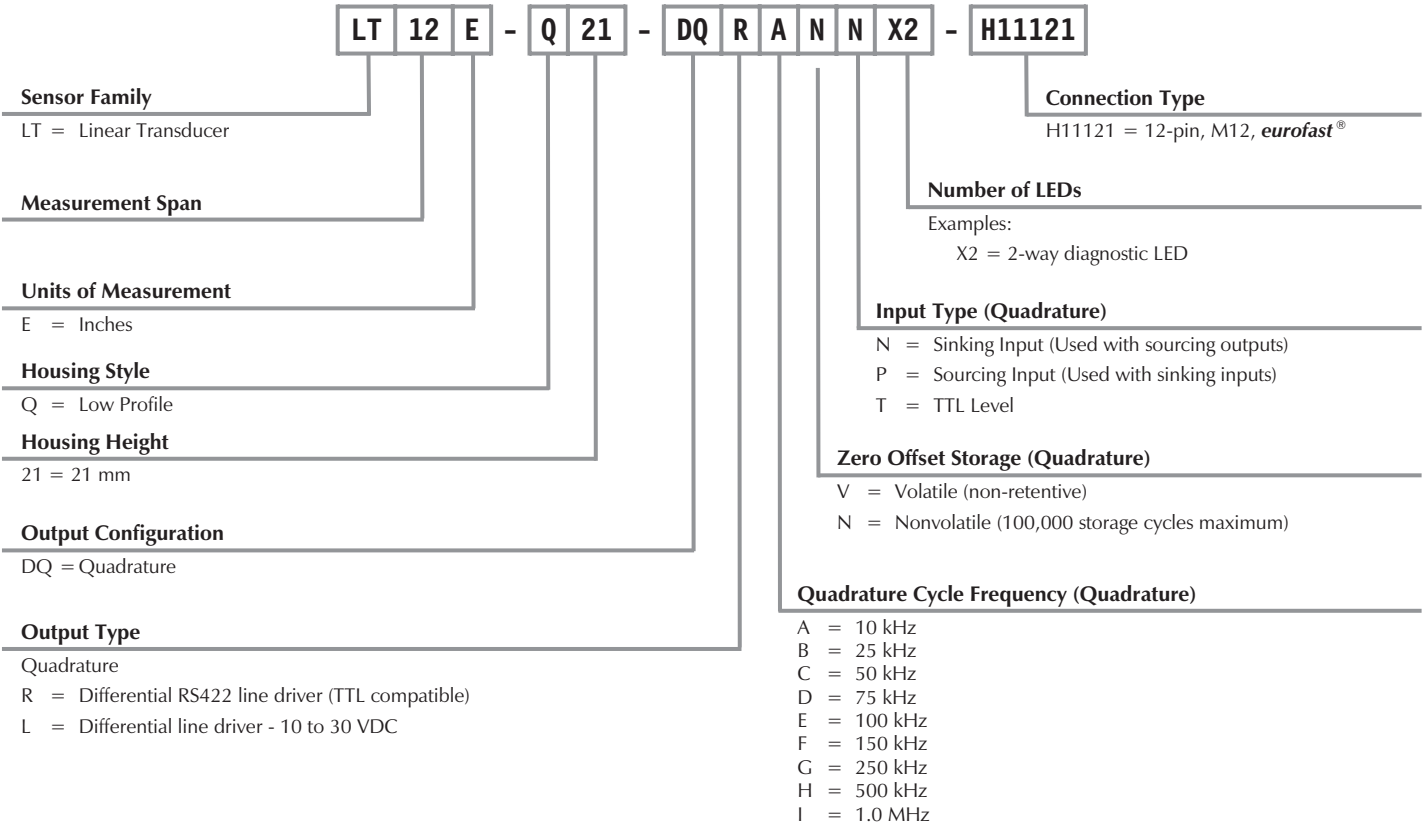 LT 12 E - Q 21 - DQ R A N N X2 - H11121
Sensor Family
LT = Linear Transducer
Measurement Span
Units of Measurement
E = Inches
Housing Style
Q = Low Profile
Housing Height
21 = 21 mm
Output Configuration
DQ = Quadrature
Output Type
Quadrature
R = Differential RS422 line driver (TTL compatible)
L = Differential line driver - 10 to 30 VDC
Connection Type
H11121 = 12-pin, M12, eurofast®
Number of LEDs
Examples:
X2 = 2-way diagnostic LED
Input Type (Quadrature)
N = Sinking Input (Used with sourcing outputs)
P = Sourcing Input (Used with sinking inputs)
T = TTL Level
Zero Offset Storage (Quadrature)
V = Volatile (non-retentive)
N = Nonvolatile (100,000 storage cycles maximum)
Quadrature Cycle Frequency (Quadrature)
A = 10 kHz
B = 25 kHz
C = 50 kHz
D = 75 kHz
E = 100 kHz
F = 150 kHz
G = 250 kHz
H = 500 kHz
I = 1.0 MHz